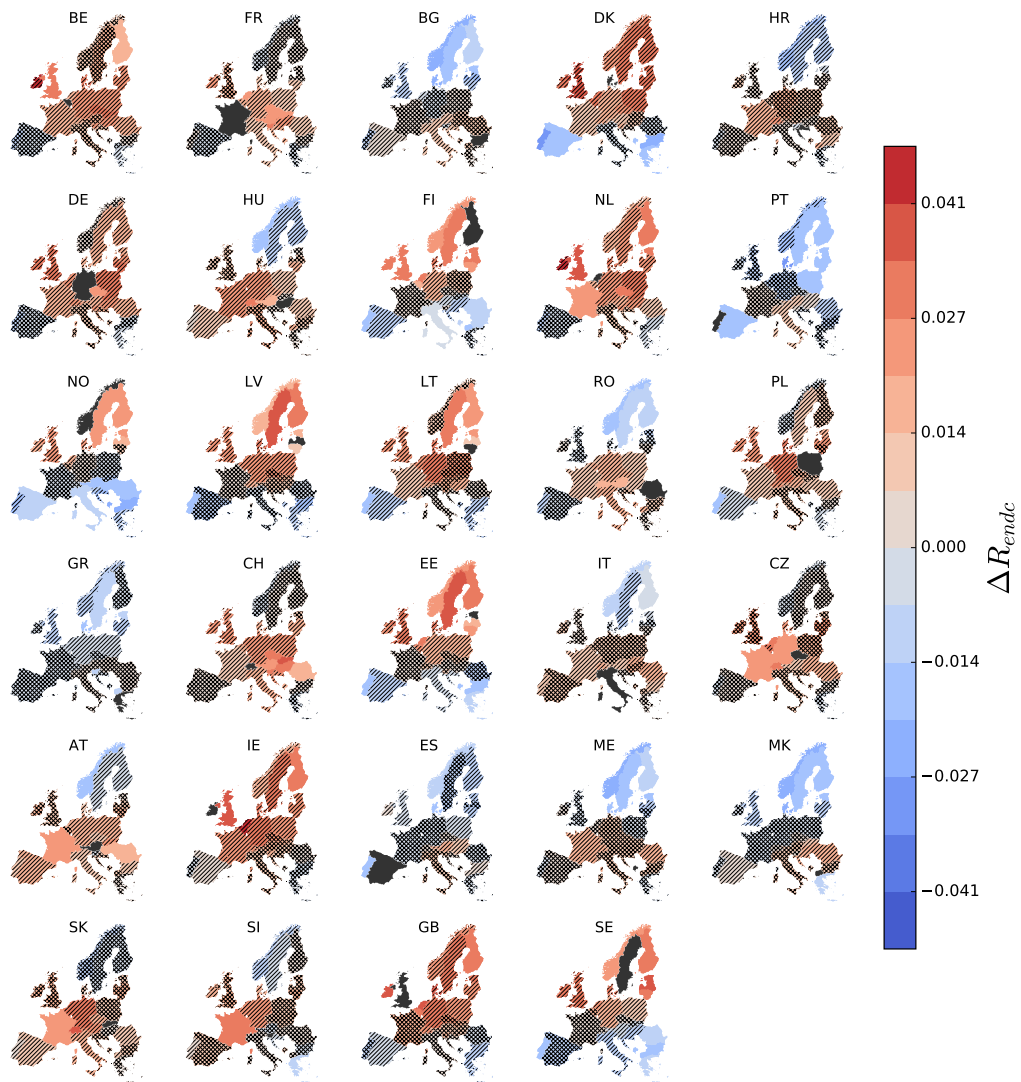 BE FR BG DK HR
DE HU FI NL PT
NO LV LT RO PL
GR CH EE IT CZ
AT IE ES ME MK
SK SI GB SE
0.041
0.027
0.014
0.000
−0.014
−0.027
−0.041
ΔR_endc